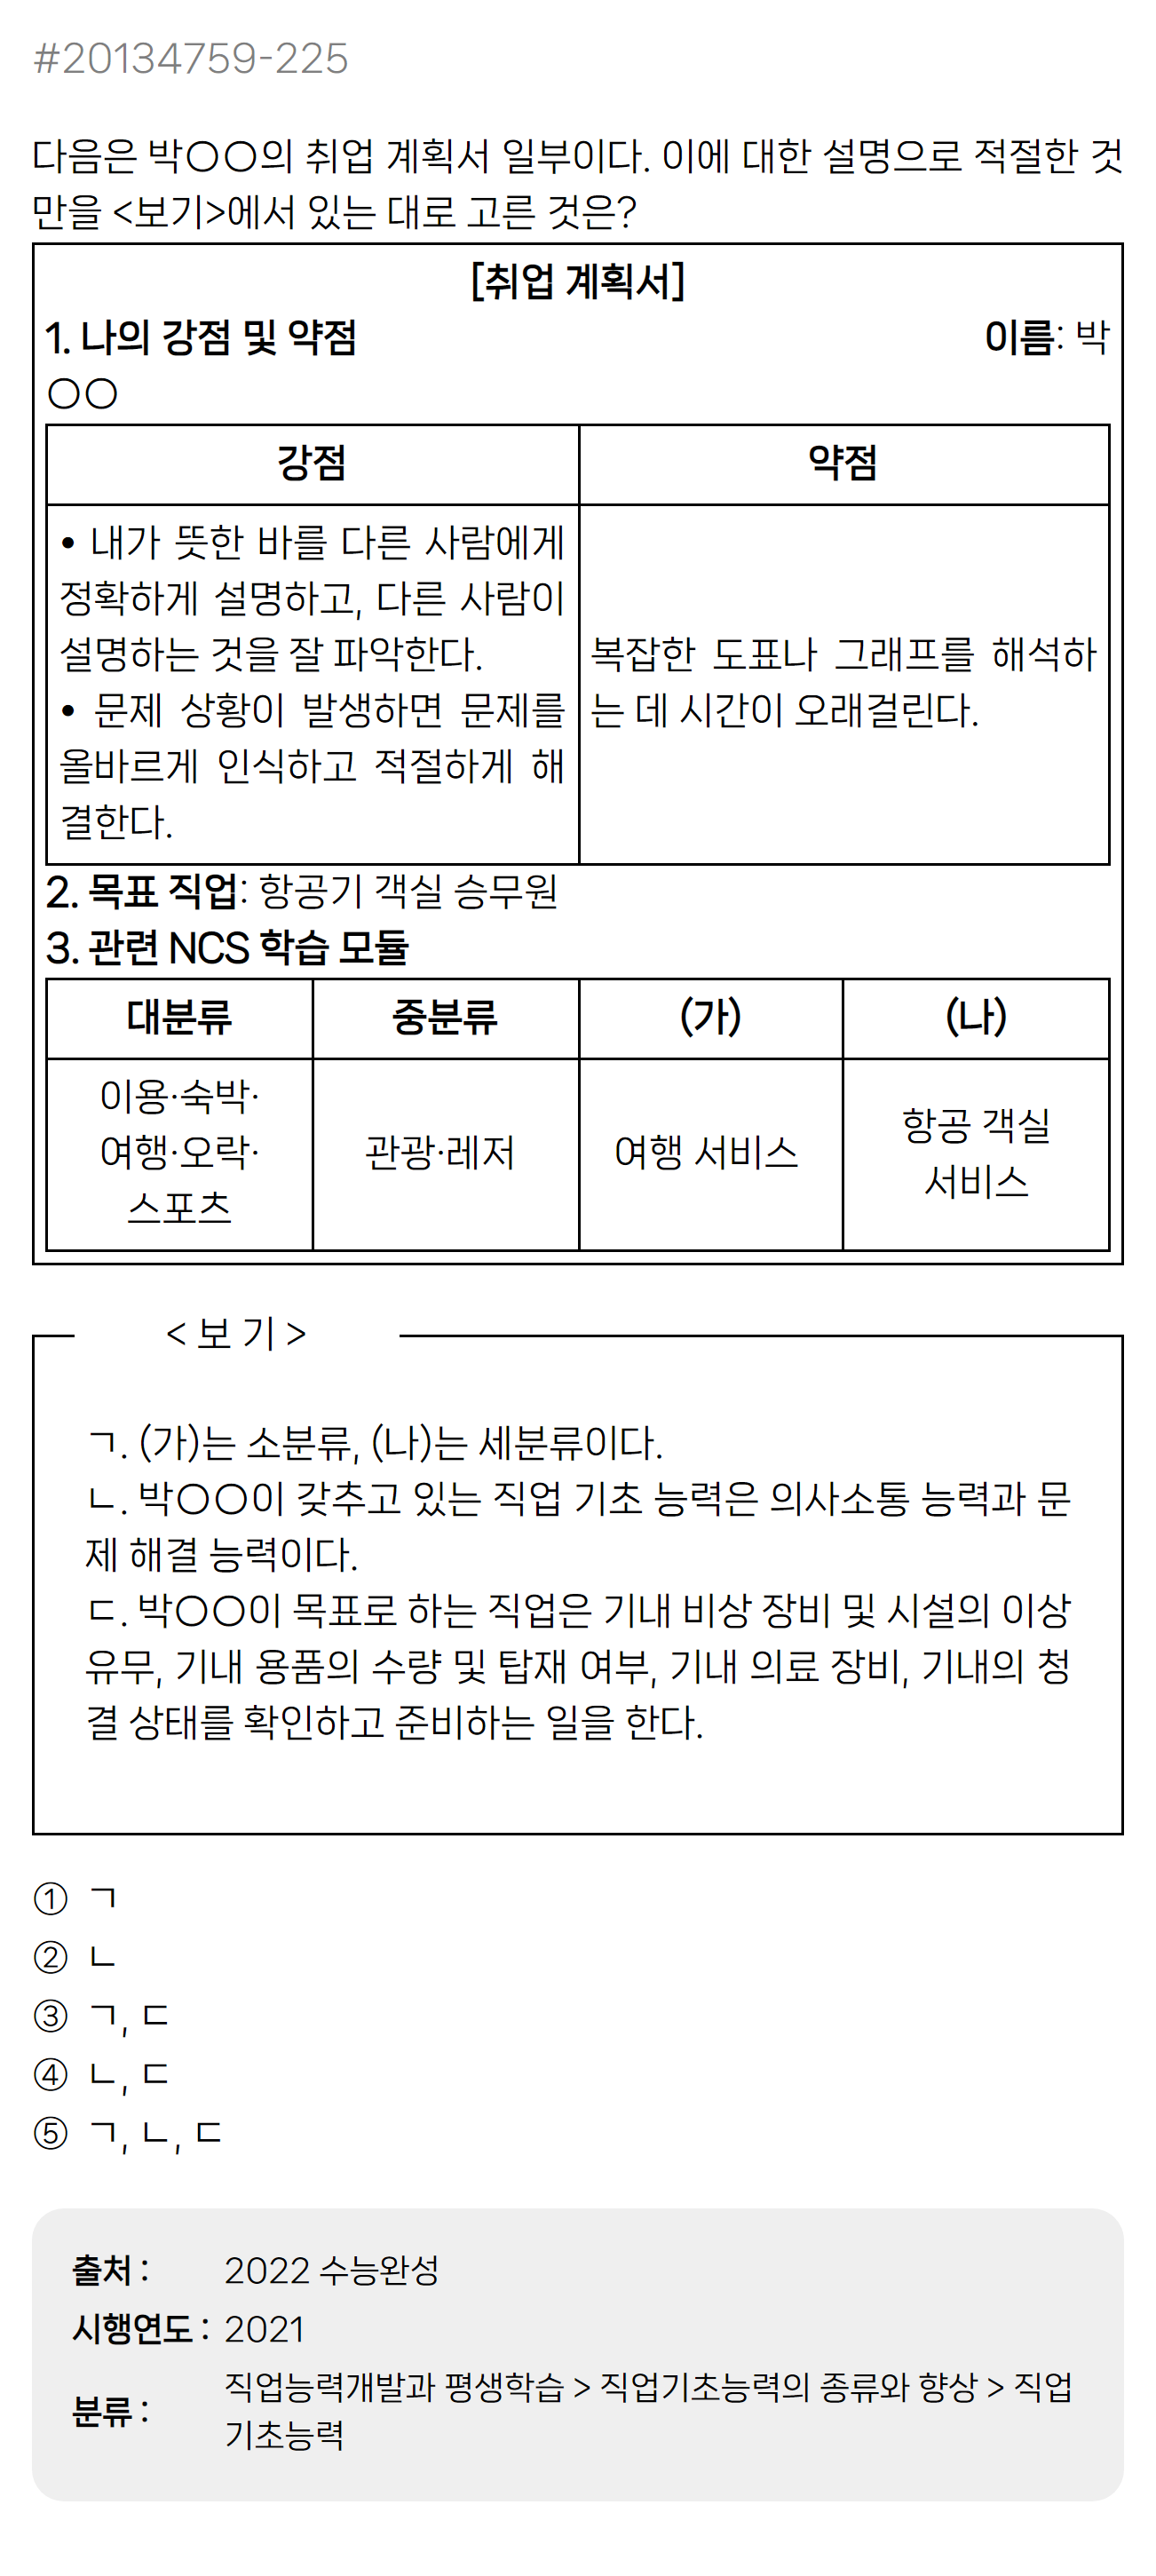 #20134759-225
다음은 박〇〇의 취업 계획서 일부이다. 이에 대한 설명으로 적절한 것
만을 <보기>에서 있는 대로 고른 것은?
[취업 계획서]
1. 나의 강점 및 약점 이름: 박
〇〇
강점 약점
• 내가 뜻한 바를 다른 사람에게
정확하게 설명하고, 다른 사람이
설명하는 것을 잘 파악한다.
• 문제 상황이 발생하면 문제를
올바르게 인식하고 적절하게 해
결한다.
복잡한 도표나 그래프를 해석하
는 데 시간이 오래걸린다.
2. 목표 직업: 항공기 객실 승무원
3. 관련 NCS 학습 모듈
대분류 중분류 (가) (나)
이용·숙박·
여행·오락·
스포츠
관광·레저
여행 서비스
항공 객실
서비스
< 보 기 >
ㄱ. (가)는 소분류, (나)는 세분류이다.
ㄴ. 박〇〇이 갖추고 있는 직업 기초 능력은 의사소통 능력과 문
제 해결 능력이다.
ㄷ. 박〇〇이 목표로 하는 직업은 기내 비상 장비 및 시설의 이상
유무, 기내 용품의 수량 및 탑재 여부, 기내 의료 장비, 기내의 청
결 상태를 확인하고 준비하는 일을 한다.
① ㄱ
② ㄴ
③ ㄱ, ㄷ
④ ㄴ, ㄷ
⑤ ㄱ, ㄴ, ㄷ
출처 : 2022 수능완성
시행연도 : 2021
분류 : 직업능력개발과 평생학습 > 직업기초능력의 종류와 향상 > 직업
기초능력